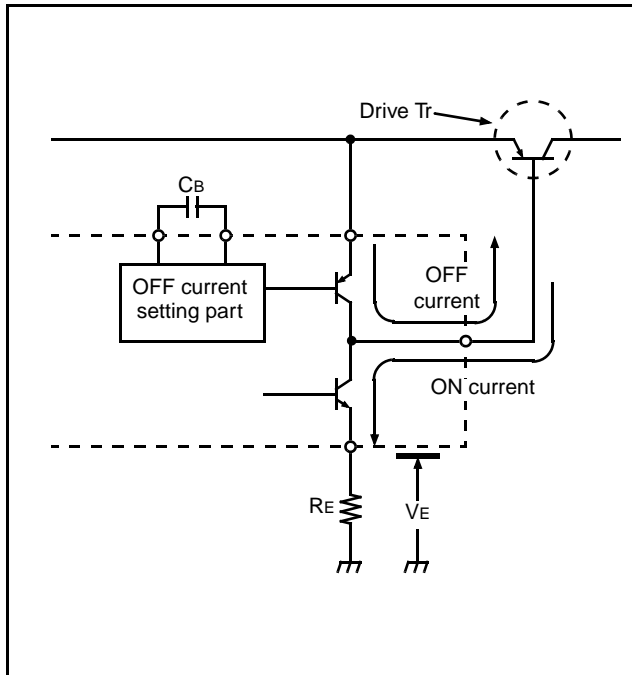 Drive Tr
CB
OFF current
setting part
OFF
current
ON current
RE
VE